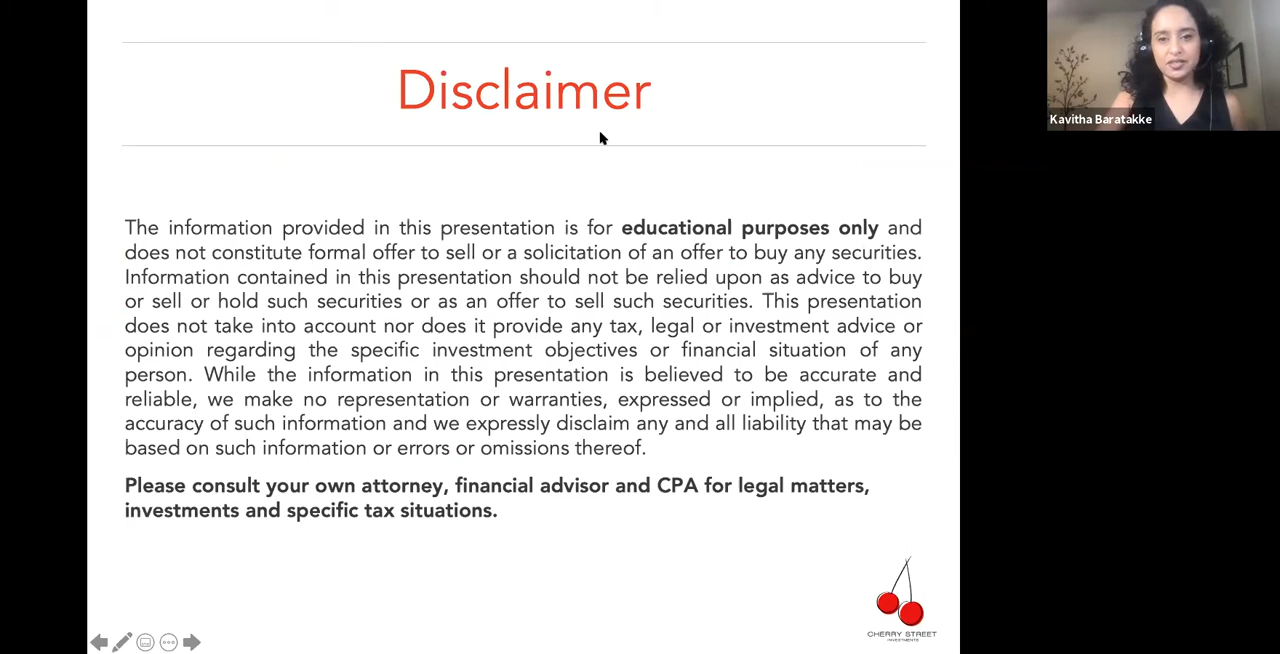 Disclaimer
Kavitha Baratakke
The information provided in this presentation is for educational purposes only and
does not constitute formal offer to sell or a solicitation of an offer to buy any securities.
Information contained in this presentation should not be relied upon as advice to buy
or sell or hold such securities or as an offer to sell such securities. This presentation
does not take into account nor does it provide any tax, legal or investment advice or
opinion regarding the specific investment objectives or financial situation of any
person. While the information in this presentation is believed to be accurate and
reliable, we make no representation or warranties, expressed or implied, as to the
accuracy of such information and we expressly disclaim any and all liability that may be
based on such information or errors or omissions thereof.
Please consult your own attorney, financial advisor and CPA for legal matters,
investments and specific tax situations.
CHERRY STREET
INVESTMENTS